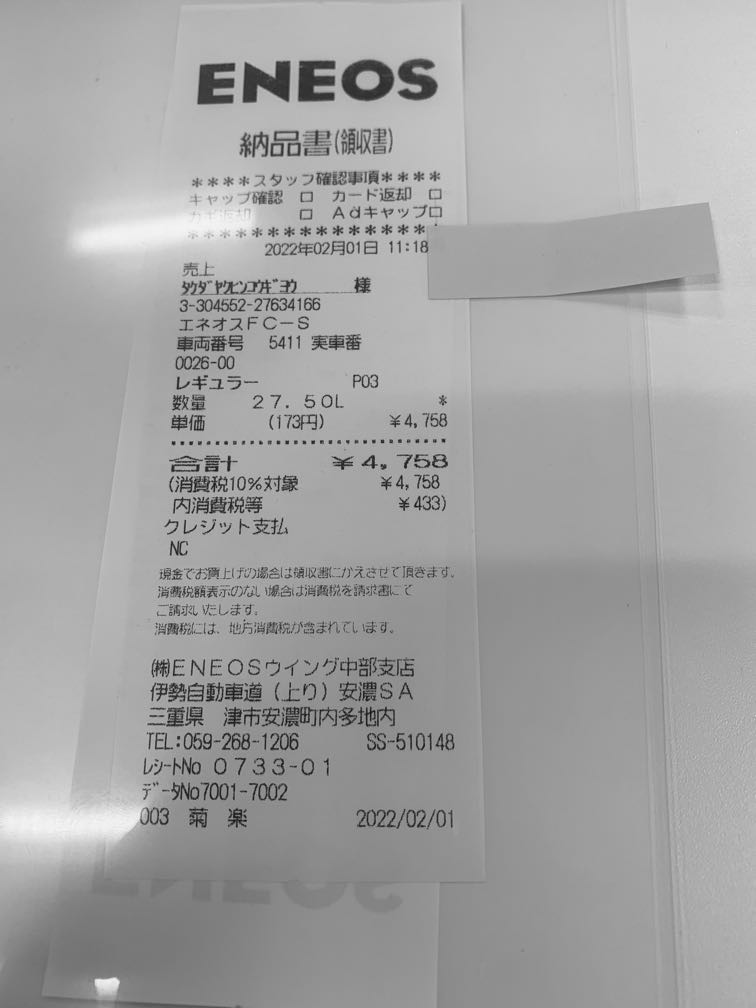 ENEOS
納品書(領収書)
****スタッフ確認事項****
キャップ確認 □ カード返却 □
カギ返却 □ Adキャップ□
****************
2022年02月01日 11:18
売上
様
3-304552-27634166
エネオスFC-S
車両番号 5411 実車番
0026-00
レギュラー P03
数量 27.50L *
単価 (173円) ¥4,758
合計 ¥4,758
(消費税10%対象 ¥4,758
内消費税等 ¥433)
クレジット支払
NC
現金でお買上げの場合は領収書にかえさせて頂きます。
消費税額表示のない場合は消費税を請求書にて
ご請求いたします。
消費税には、地方消費税が含まれています。
(株)ENEOSウイング中部支店
伊勢自動車道(上り)安濃SA
三重県 津市安濃町内多地内
TEL:059-268-1206 SS-510148
レシートNo 0733-01
データNo7001-7002
003 菊 楽 2022/02/01
ENEOS